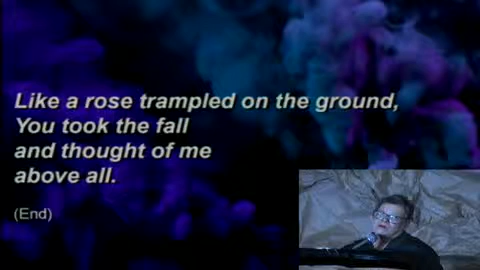 Like a rose trampled on the ground,
You took the fall
and thought of me
above all.
(End)